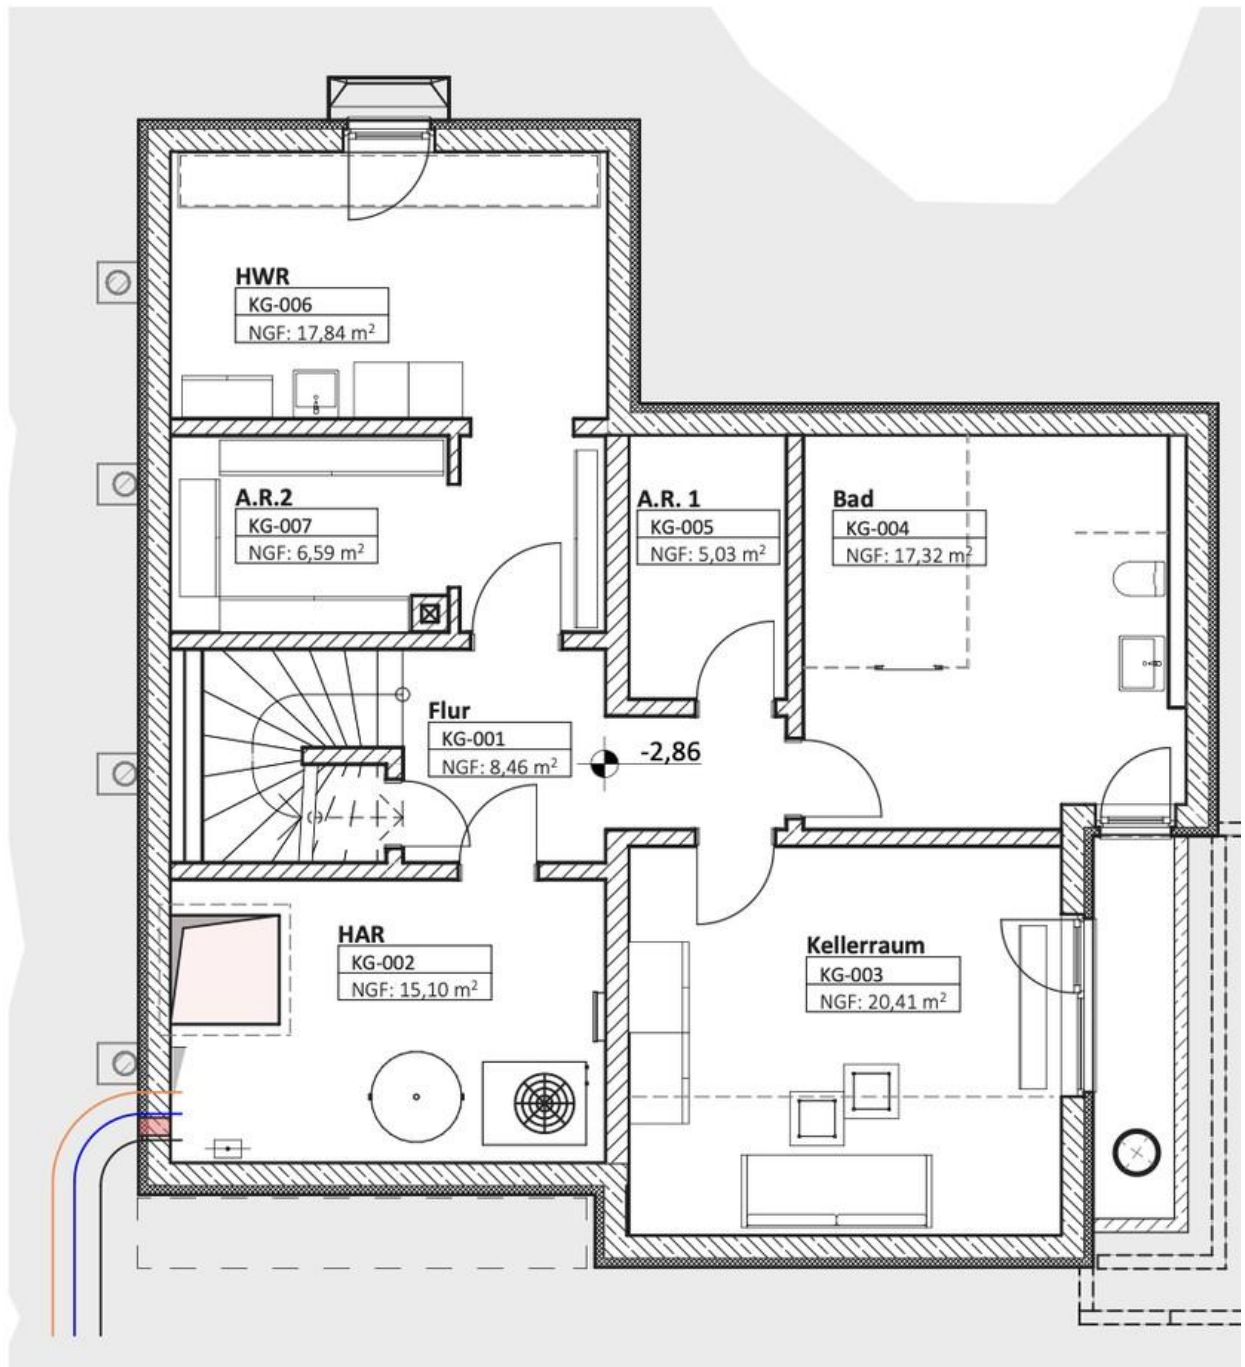 HWR
KG-006
NGF: 17,84 m²
A.R.2
KG-007
NGF: 6,59 m²
A.R. 1
KG-005
NGF: 5,03 m²
Bad
KG-004
NGF: 17,32 m²
Flur
KG-001
NGF: 8,46 m²
-2,86
HAR
KG-002
NGF: 15,10 m²
Kellerraum
KG-003
NGF: 20,41 m²